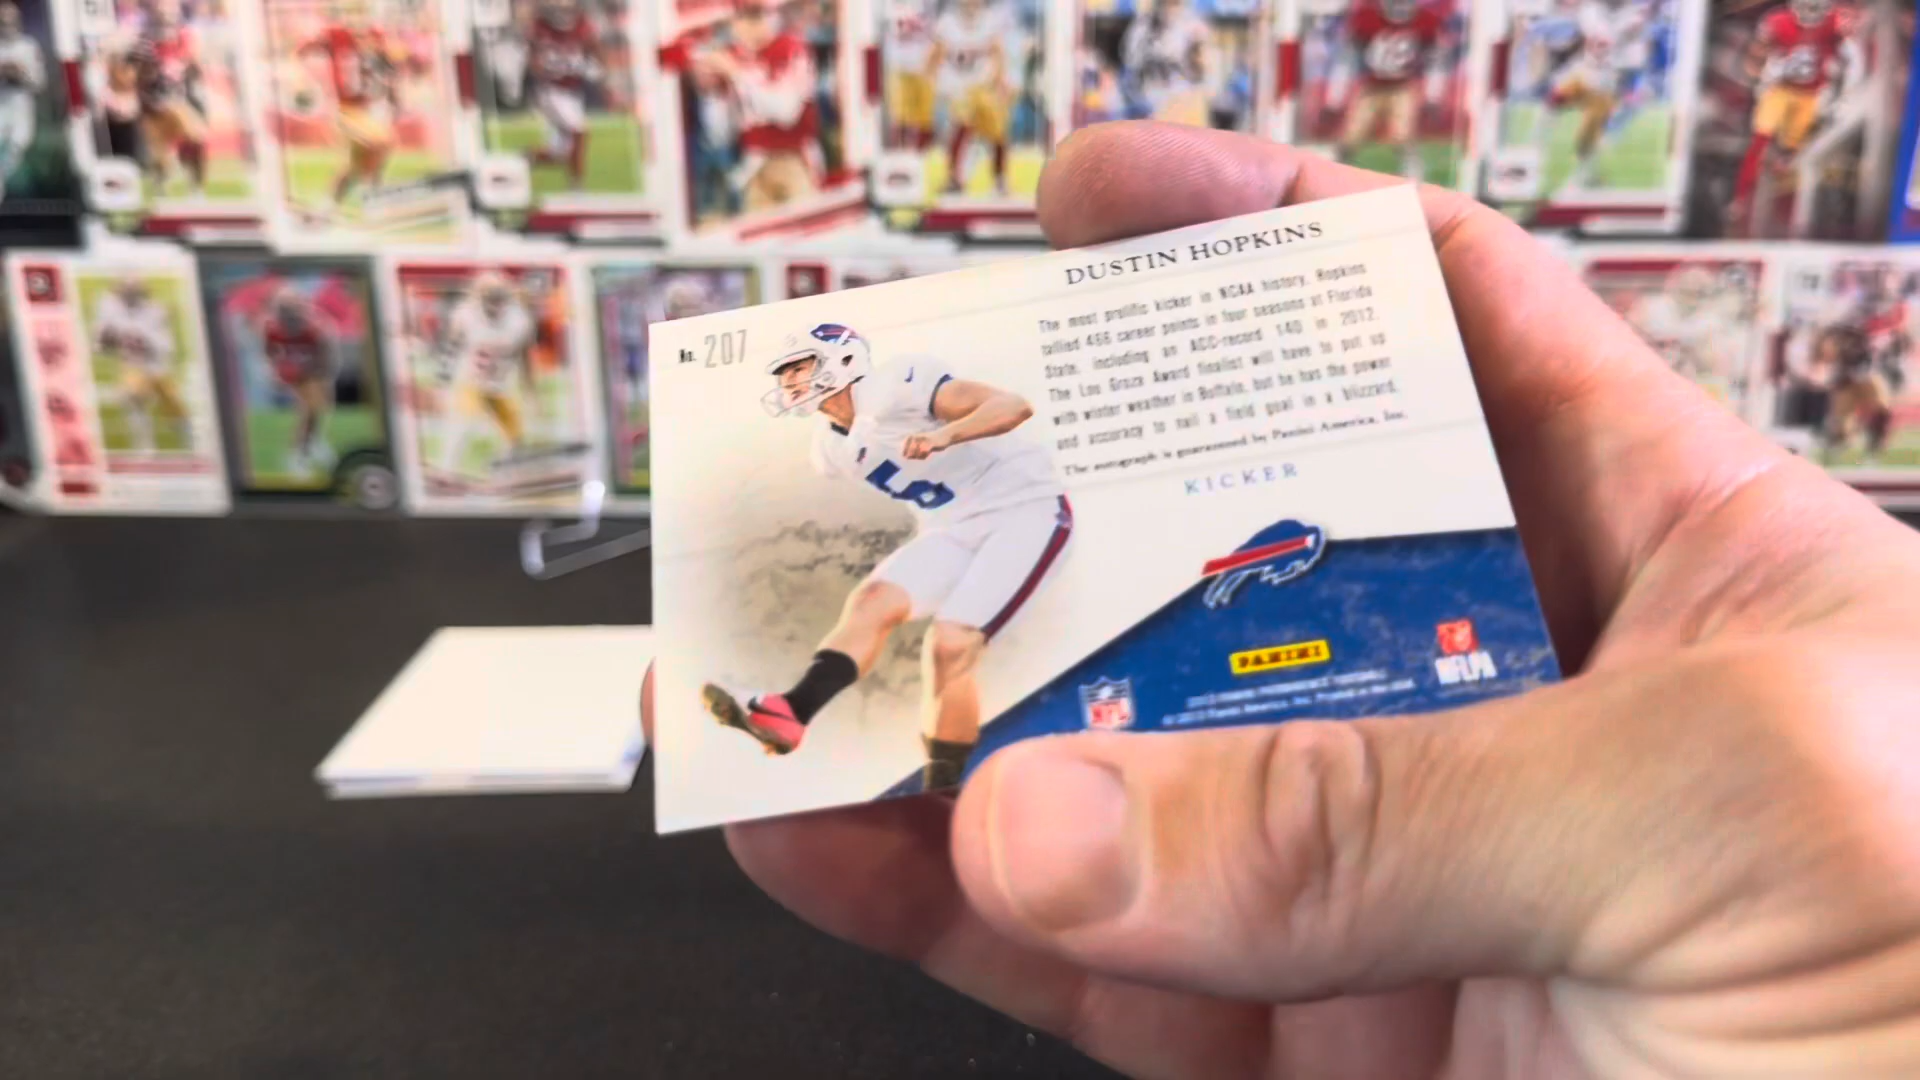 DUSTIN HOPKINS
No. 207
The most prolific kicker in NCAA history, Hopkins
tallied 466 career points in four seasons at Florida
State, including an ACC-record 140 in 2012.
The Lou Groza Award finalist will have to put up
with winter weather in Buffalo, but he has the power
and accuracy to nail a field goal in a blizzard.
The autograph is guaranteed by Panini America, Inc.
KICKER
PANINI
NFL
NFLPA